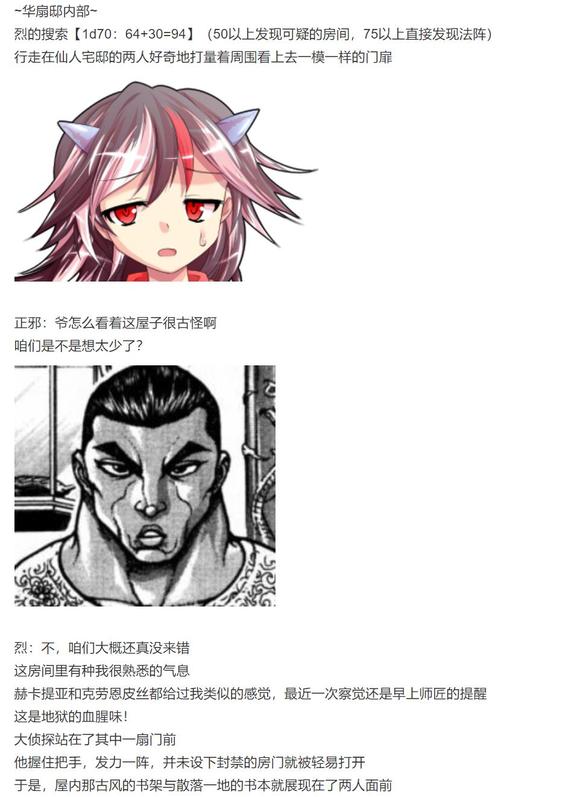 ~华扇邸内部~
烈的搜索【1d70：64+30=94】（50以上发现可疑的房间，75以上直接发现法阵）
行走在仙人宅邸的两人好奇地打量着周围看上去一模一样的门扉
正邪：爷怎么看着这屋子很古怪啊
咱们是不是想太少了？
烈：不，咱们大概还真没来错
这房间里有种我很熟悉的气息
赫卡提亚和克劳恩皮丝都给过我类似的感觉，最近一次察觉还是早上师匠的提醒
这是地狱的血腥味！
大侦探站在了其中一扇门前
他握住把手，发力一阵，并未设下封禁的房门就被轻易打开
于是，屋内那古风的书架与散落一地的书本就展现在了两人面前